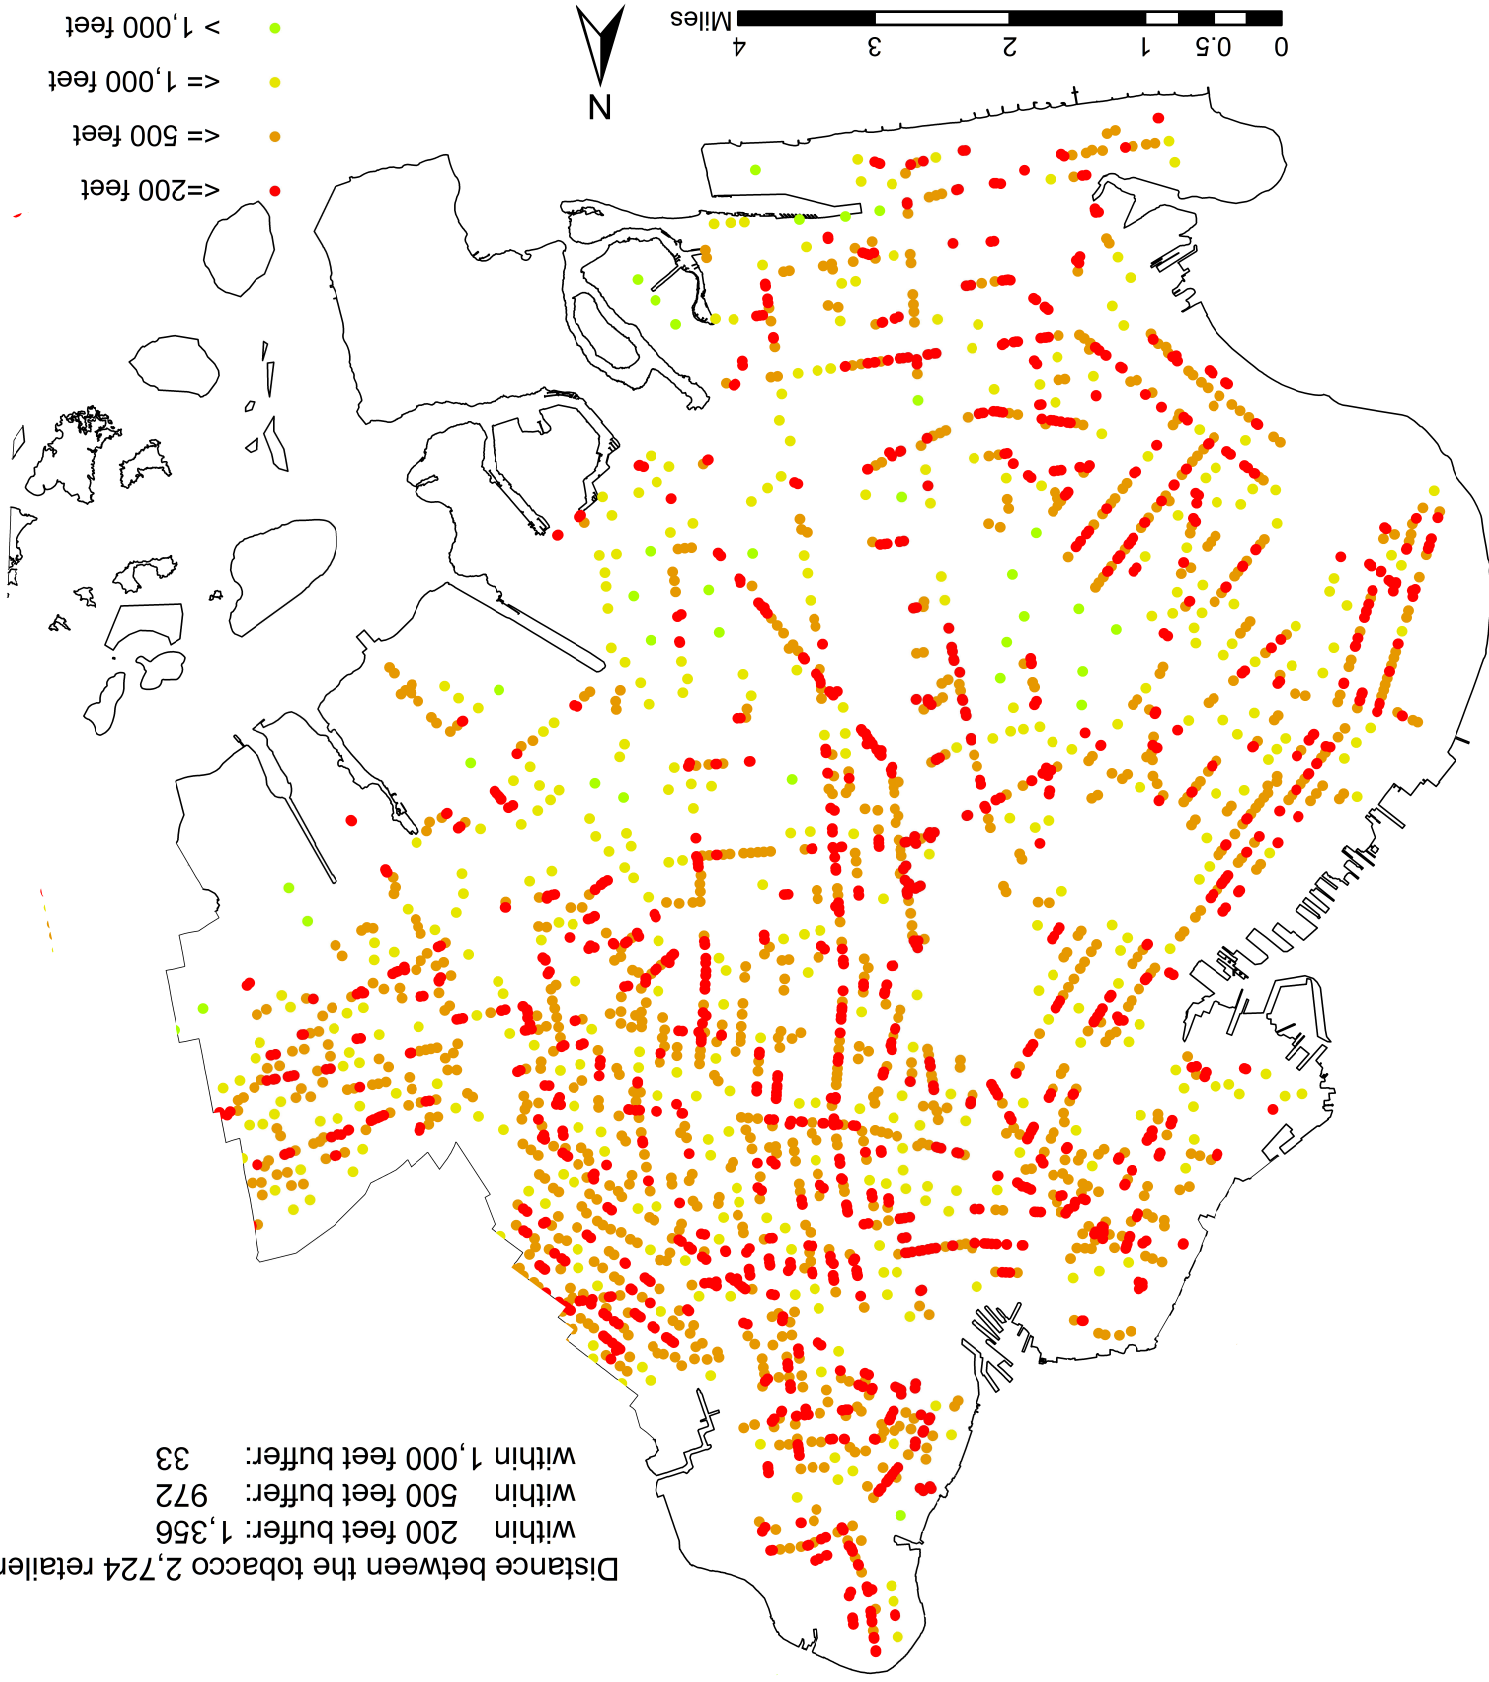 Distance between the tobacco 2,724 retailer
within 200 feet buffer: 1,356
within 500 feet buffer: 972
within 1,000 feet buffer: 33
<=200 feet
<= 500 feet
<= 1,000 feet
> 1,000 feet
N
0 0.5 1 2 3 4
Miles